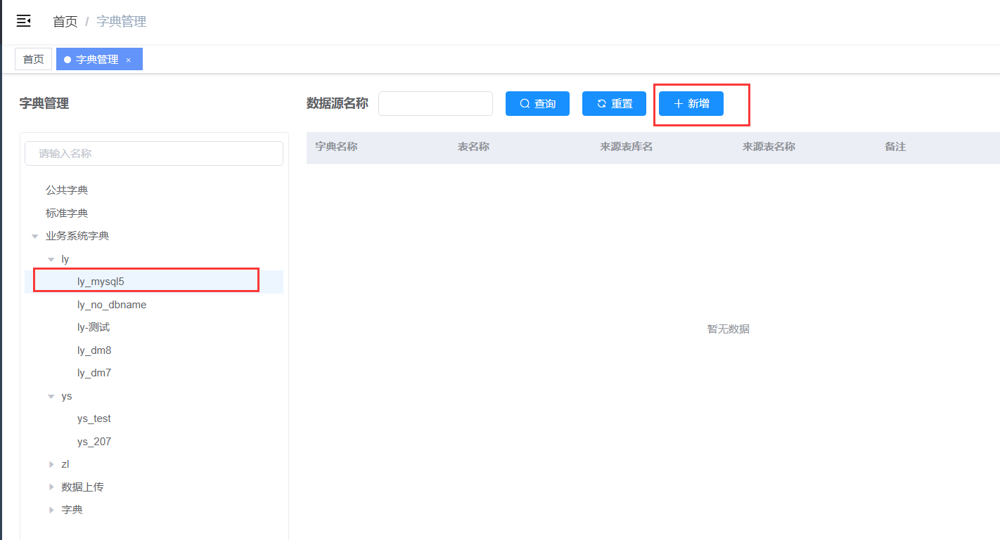 首页 / 字典管理
首页 字典管理 ×
字典管理
请输入名称
公共字典
标准字典
业务系统字典
ly
ly_mysql5
ly_no_dbname
ly-测试
ly_dm8
ly_dm7
ys
ys_test
ys_207
zl
数据上传
字典
数据源名称 查询 重置 新增
字典名称 表名称 来源表库名 来源表名称 备注
暂无数据